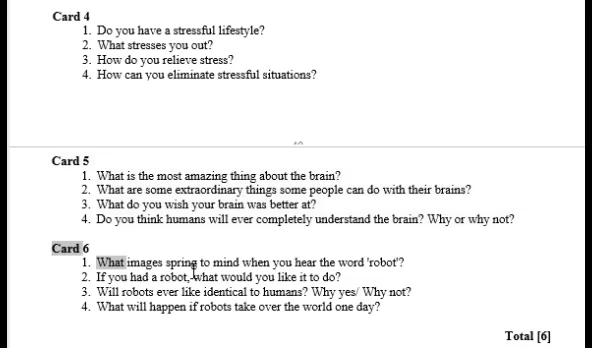 Card 4
1. Do you have a stressful lifestyle?
2. What stresses you out?
3. How do you relieve stress?
4. How can you eliminate stressful situations?
Card 5
1. What is the most amazing thing about the brain?
2. What are some extraordinary things some people can do with their brains?
3. What do you wish your brain was better at?
4. Do you think humans will ever completely understand the brain? Why or why not?
Card 6
1. What images spring to mind when you hear the word 'robot'?
2. If you had a robot, what would you like it to do?
3. Will robots ever like identical to humans? Why yes/ Why not?
4. What will happen if robots take over the world one day?
Total [6]